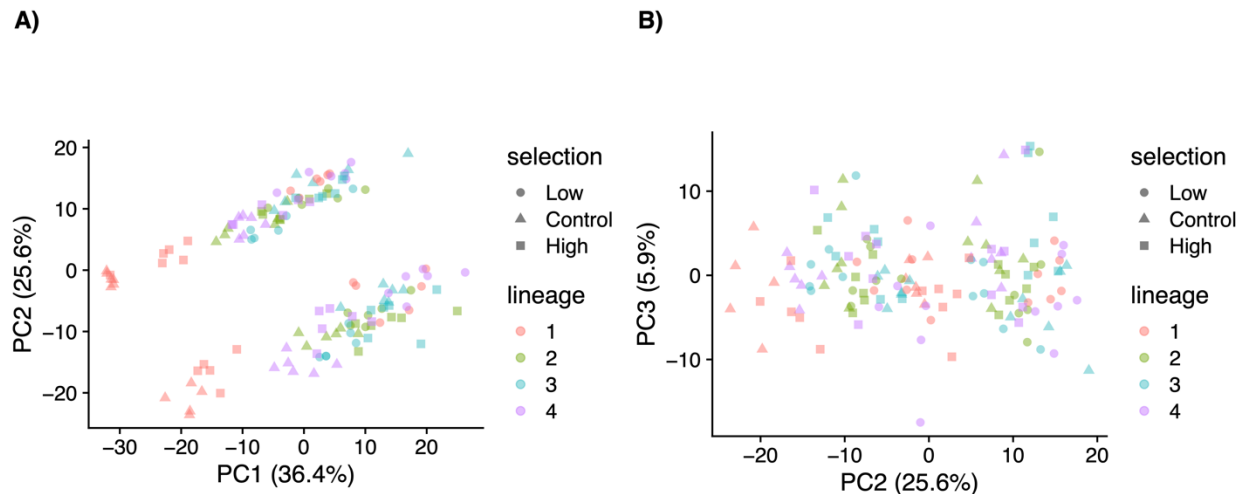 A)
20
10
0
−10
−20
PC2 (25.6%)
−30
−20
−10
0
10
20
PC1 (36.4%)
selection
Low
Control
High
lineage
1
2
3
4
B)
10
0
−10
PC3 (5.9%)
−20
−10
0
10
20
PC2 (25.6%)
selection
Low
Control
High
lineage
1
2
3
4